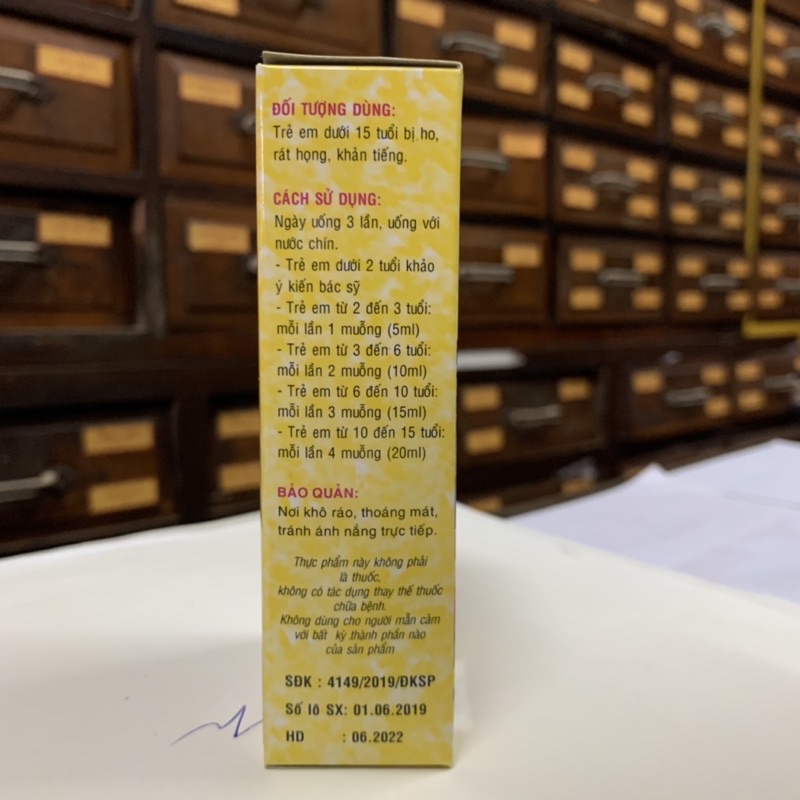 ĐỐI TƯỢNG DÙNG:
Trẻ em dưới 15 tuổi bị ho,
rát họng, khản tiếng.
CÁCH SỬ DỤNG:
Ngày uống 3 lần, uống với
nước chín.
- Trẻ em dưới 2 tuổi khảo
ý kiến bác sỹ
- Trẻ em từ 2 đến 3 tuổi:
mỗi lần 1 muỗng (5ml)
- Trẻ em từ 3 đến 6 tuổi:
mỗi lần 2 muỗng (10ml)
- Trẻ em từ 6 đến 10 tuổi:
mỗi lần 3 muỗng (15ml)
- Trẻ em từ 10 đến 15 tuổi:
mỗi lần 4 muỗng (20ml)
BẢO QUẢN:
Nơi khô ráo, thoáng mát,
tránh ánh nắng trực tiếp.
Thực phẩm này không phải
là thuốc,
không có tác dụng thay thế thuốc
chữa bệnh.
Không dùng cho người mẫn cảm
với bất kỳ thành phần nào
của sản phẩm
SĐK : 4149/2019/ĐKSP
Số lô SX: 01.06.2019
HD : 06.2022